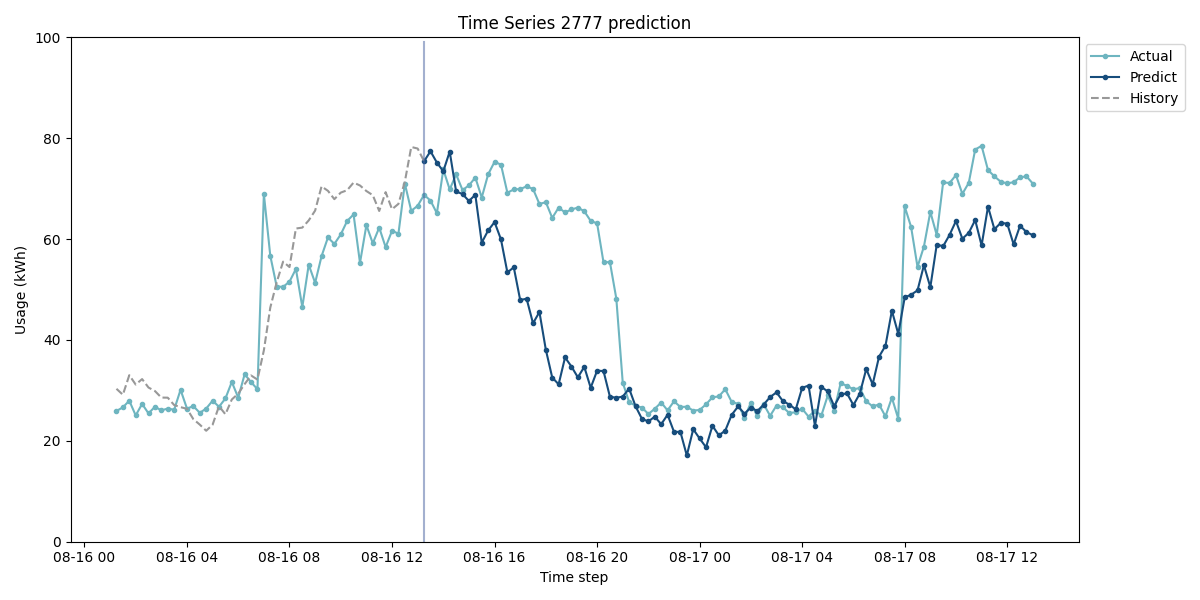 Time Series 2777 prediction
Usage (kWh)
100
80
60
40
20
0
08-16 00
08-16 04
08-16 08
08-16 12
08-16 16
08-16 20
08-17 00
08-17 04
08-17 08
08-17 12
Time step
Actual
Predict
History